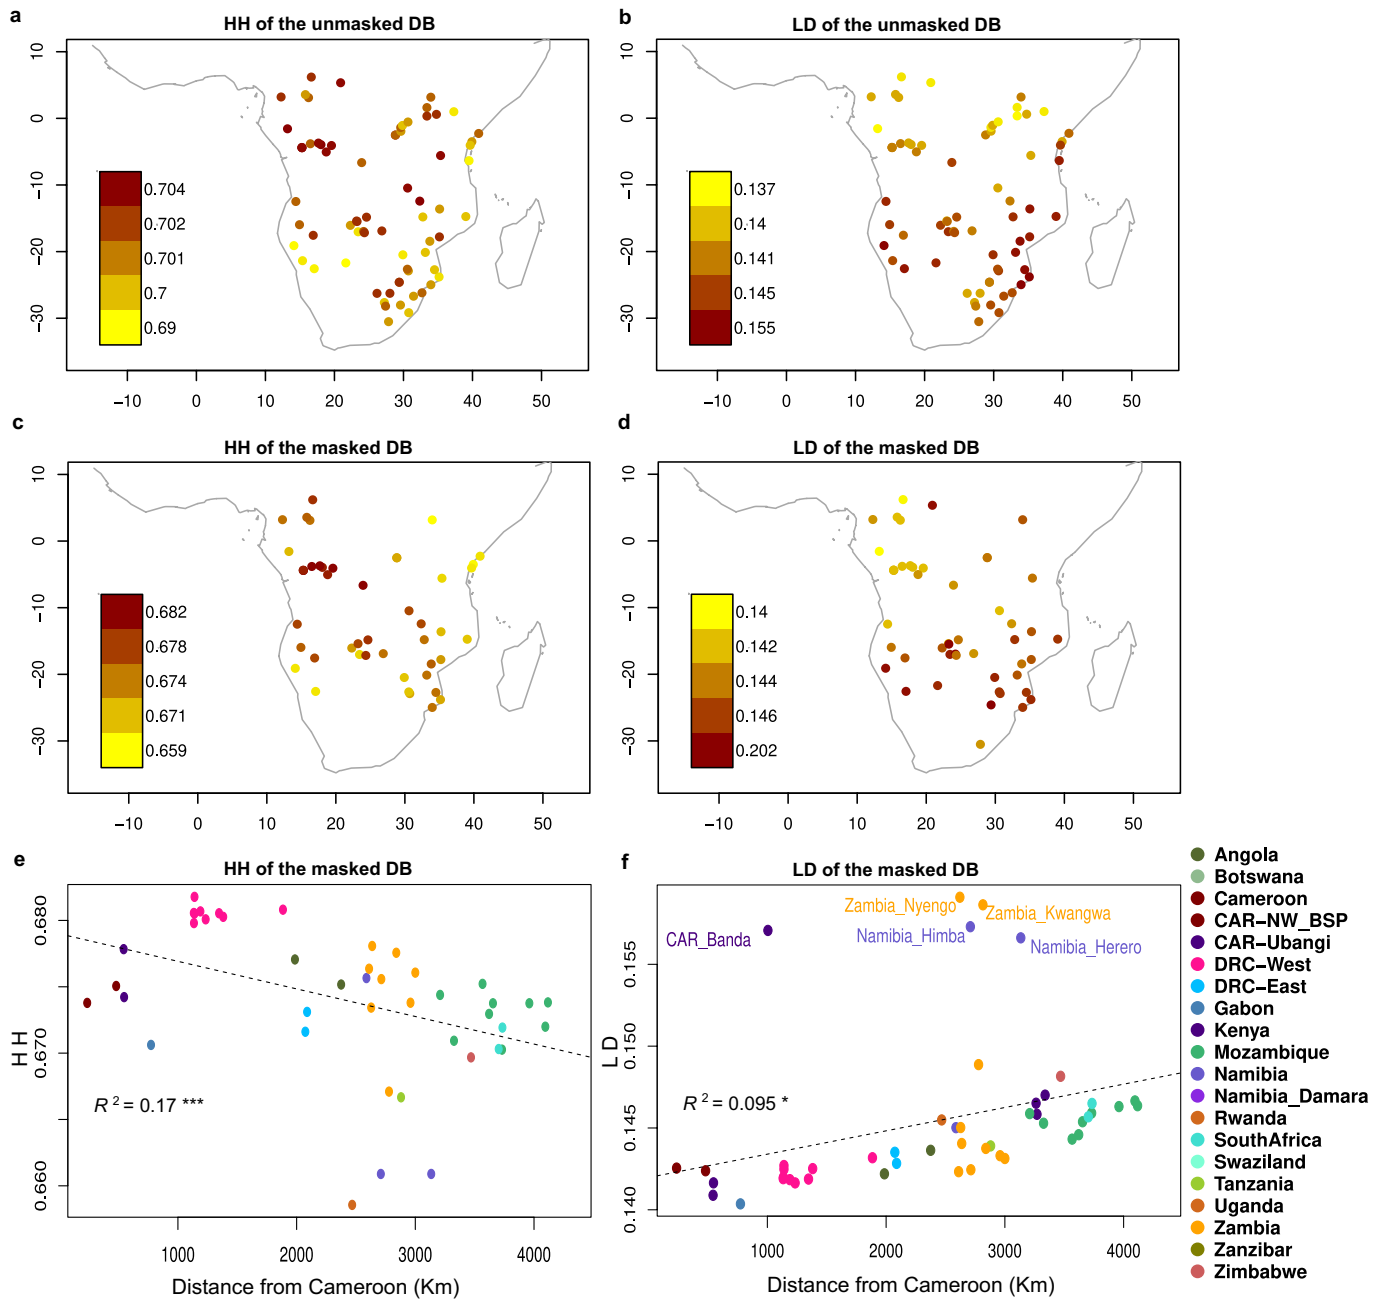 a
HH of the unmasked DB
10
0
−10
−20
−30
0.704
0.702
0.701
0.7
0.69
−10 0 10 20 30 40 50
b
LD of the unmasked DB
10
0
−10
−20
−30
0.137
0.14
0.141
0.145
0.155
−10 0 10 20 30 40 50
c
HH of the masked DB
10
0
−10
−20
−30
0.682
0.678
0.674
0.671
0.659
−10 0 10 20 30 40 50
d
LD of the masked DB
10
0
−10
−20
−30
0.14
0.142
0.144
0.146
0.202
−10 0 10 20 30 40 50
e
HH of the masked DB
HH
0.680
0.670
0.660
R² = 0.17 ***
1000 2000 3000 4000
Distance from Cameroon (Km)
f
LD of the masked DB
LD
0.155
0.150
0.145
0.140
Zambia_Nyengo
Zambia_Kwangwa
CAR_Banda
Namibia_Himba
Namibia_Herero
R² = 0.095 *
1000 2000 3000 4000
Distance from Cameroon (Km)
Angola
Botswana
Cameroon
CAR−NW_BSP
CAR−Ubangi
DRC−West
DRC−East
Gabon
Kenya
Mozambique
Namibia
Namibia_Damara
Rwanda
SouthAfrica
Swaziland
Tanzania
Uganda
Zambia
Zanzibar
Zimbabwe